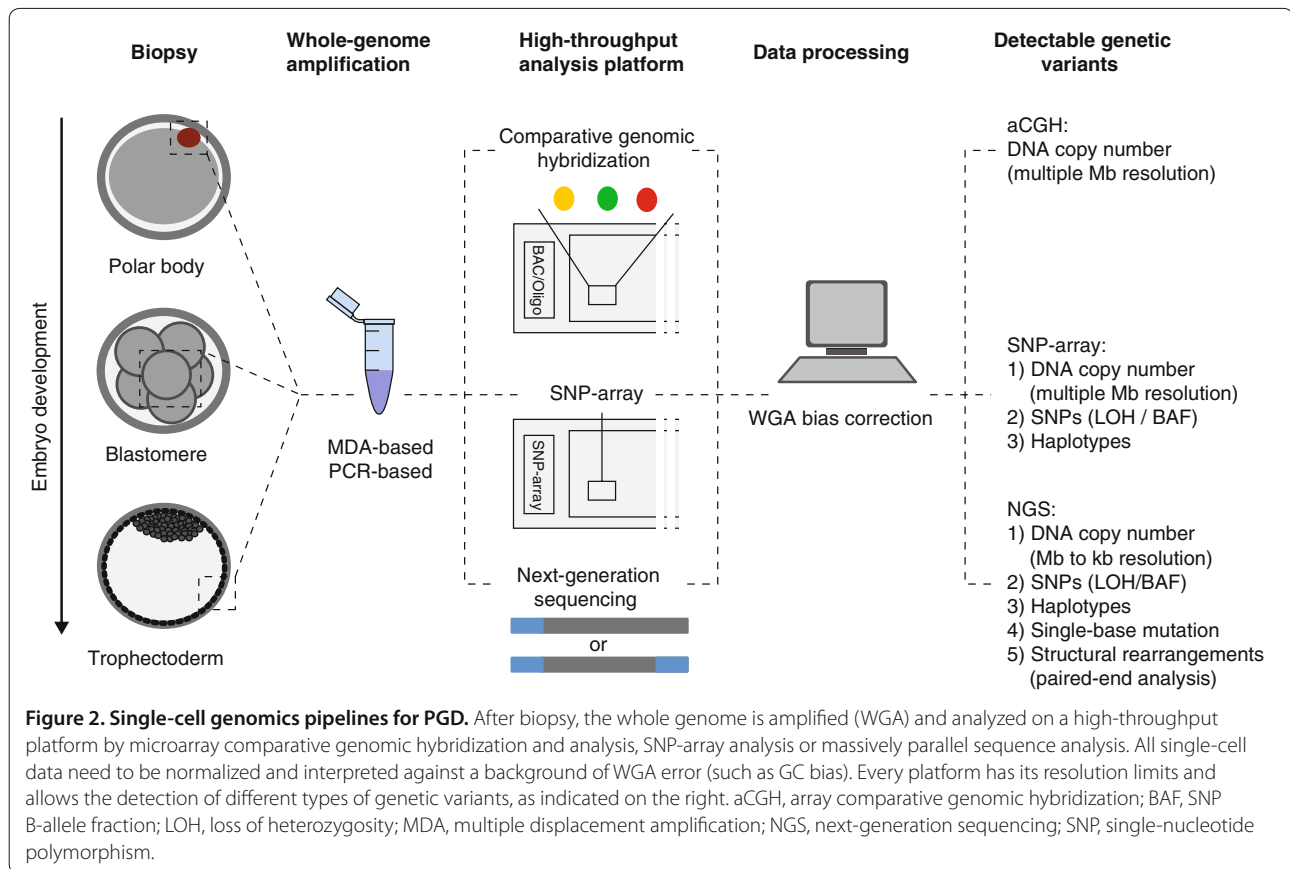 Biopsy
Whole-genome
amplification
High-throughput
analysis platform
Data processing
Detectable genetic
variants
Embryo development
Polar body
Blastomere
Trophectoderm
MDA-based
PCR-based
Comparative genomic
hybridization
BAC/Oligo
SNP-array
SNP-array
Next-generation
sequencing
or
WGA bias correction
aCGH:
DNA copy number
(multiple Mb resolution)
SNP-array:
1) DNA copy number
(multiple Mb resolution)
2) SNPs (LOH / BAF)
3) Haplotypes
NGS:
1) DNA copy number
(Mb to kb resolution)
2) SNPs (LOH/BAF)
3) Haplotypes
4) Single-base mutation
5) Structural rearrangements
(paired-end analysis)
Figure 2. Single-cell genomics pipelines for PGD. After biopsy, the whole genome is amplified (WGA) and analyzed on a high-throughput
platform by microarray comparative genomic hybridization and analysis, SNP-array analysis or massively parallel sequence analysis. All single-cell
data need to be normalized and interpreted against a background of WGA error (such as GC bias). Every platform has its resolution limits and
allows the detection of different types of genetic variants, as indicated on the right. aCGH, array comparative genomic hybridization; BAF, SNP
B-allele fraction; LOH, loss of heterozygosity; MDA, multiple displacement amplification; NGS, next-generation sequencing; SNP, single-nucleotide
polymorphism.